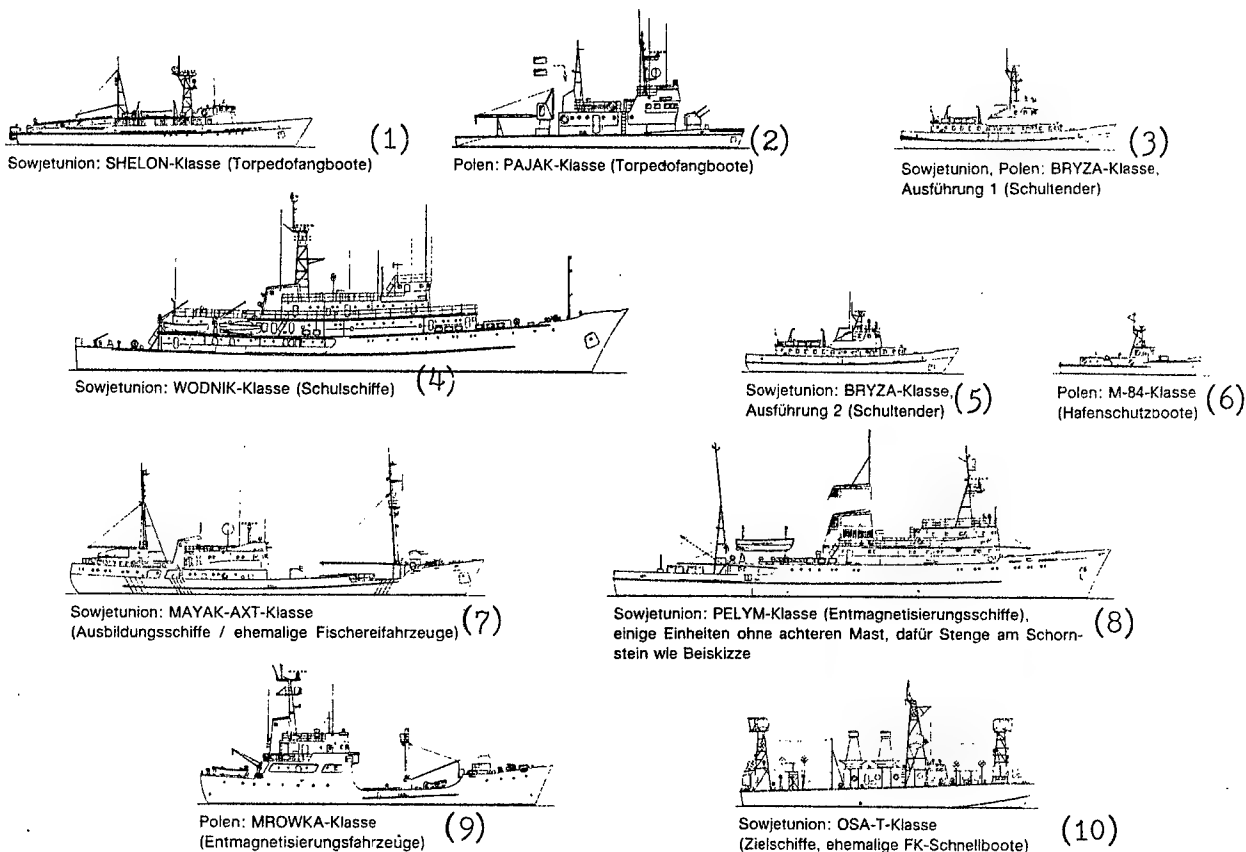 (1)
Sowjetunion: SHELON-Klasse (Torpedofangboote)
(2)
Polen: PAJAK-Klasse (Torpedofangboote)
(3)
Sowjetunion, Polen: BRYZA-Klasse,
Ausführung 1 (Schultender)
(4)
Sowjetunion: WODNIK-Klasse (Schulschiffe)
(5)
Sowjetunion: BRYZA-Klasse,
Ausführung 2 (Schultender)
(6)
Polen: M-84-Klasse
(Hafenschutzboote)
(7)
Sowjetunion: MAYAK-AXT-Klasse
(Ausbildungsschiffe / ehemalige Fischereifahrzeuge)
(8)
Sowjetunion: PELYM-Klasse (Entmagnetisierungsschiffe),
einige Einheiten ohne achteren Mast, dafür Stenge am Schorn-
stein wie Beiskizze
(9)
Polen: MROWKA-Klasse
(Entmagnetisierungsfahrzeuge)
(10)
Sowjetunion: OSA-T-Klasse
(Zielschiffe, ehemalige FK-Schnellboote)